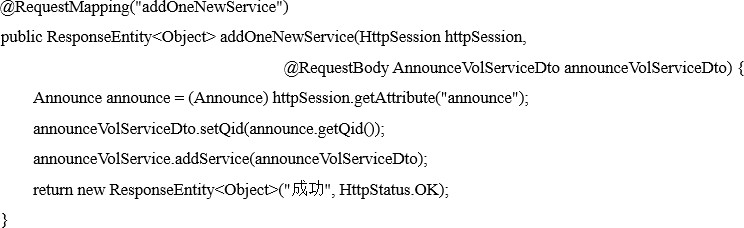 @RequestMapping("addOneNewService")
public ResponseEntity<Object> addOneNewService(HttpSession httpSession,
@RequestBody AnnounceVolServiceDto announceVolServiceDto) {
Announce announce = (Announce) httpSession.getAttribute("announce");
announceVolServiceDto.setQid(announce.getQid());
announceVolService.addService(announceVolServiceDto);
return new ResponseEntity<Object>("成功", HttpStatus.OK);
}